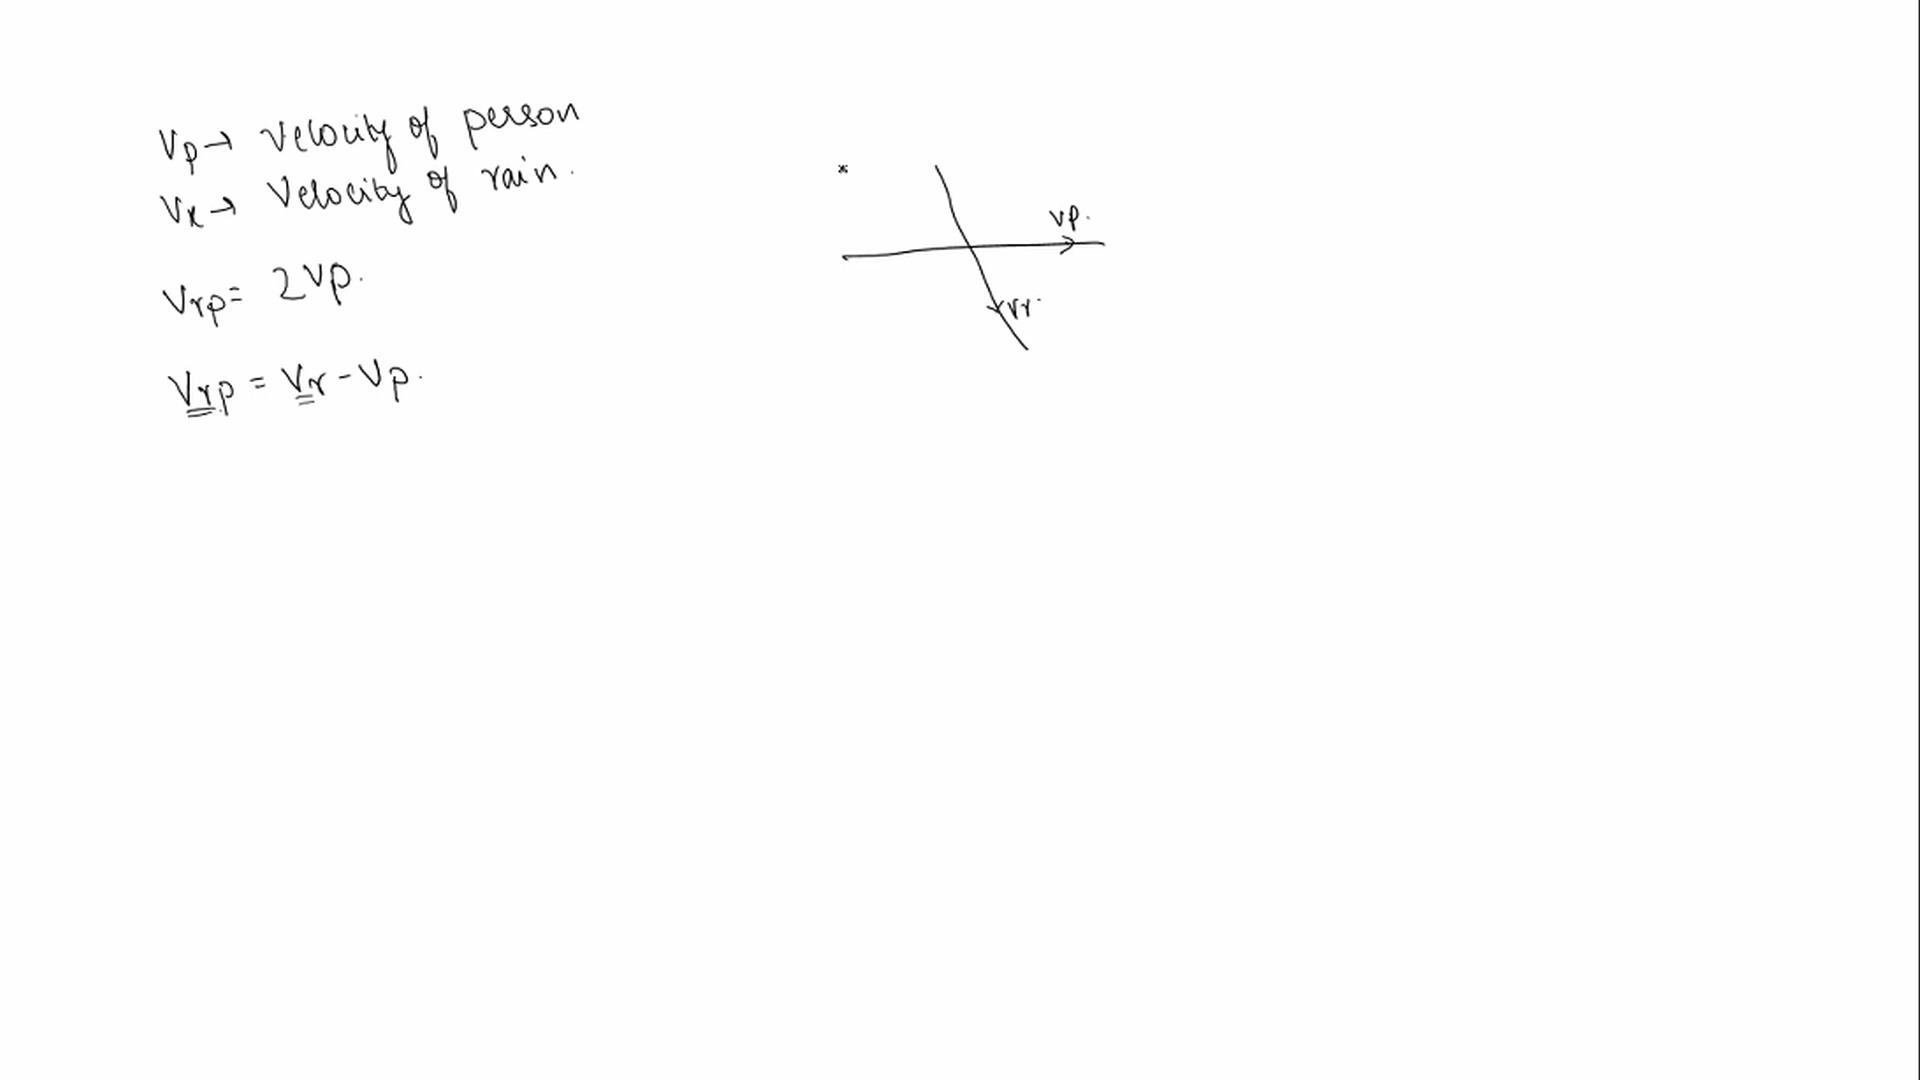 Vp → Velocity of person
Vr → Velocity of rain.
Vrp = 2Vp.
Vrp = Vr - Vp.
Vp.
Vr.